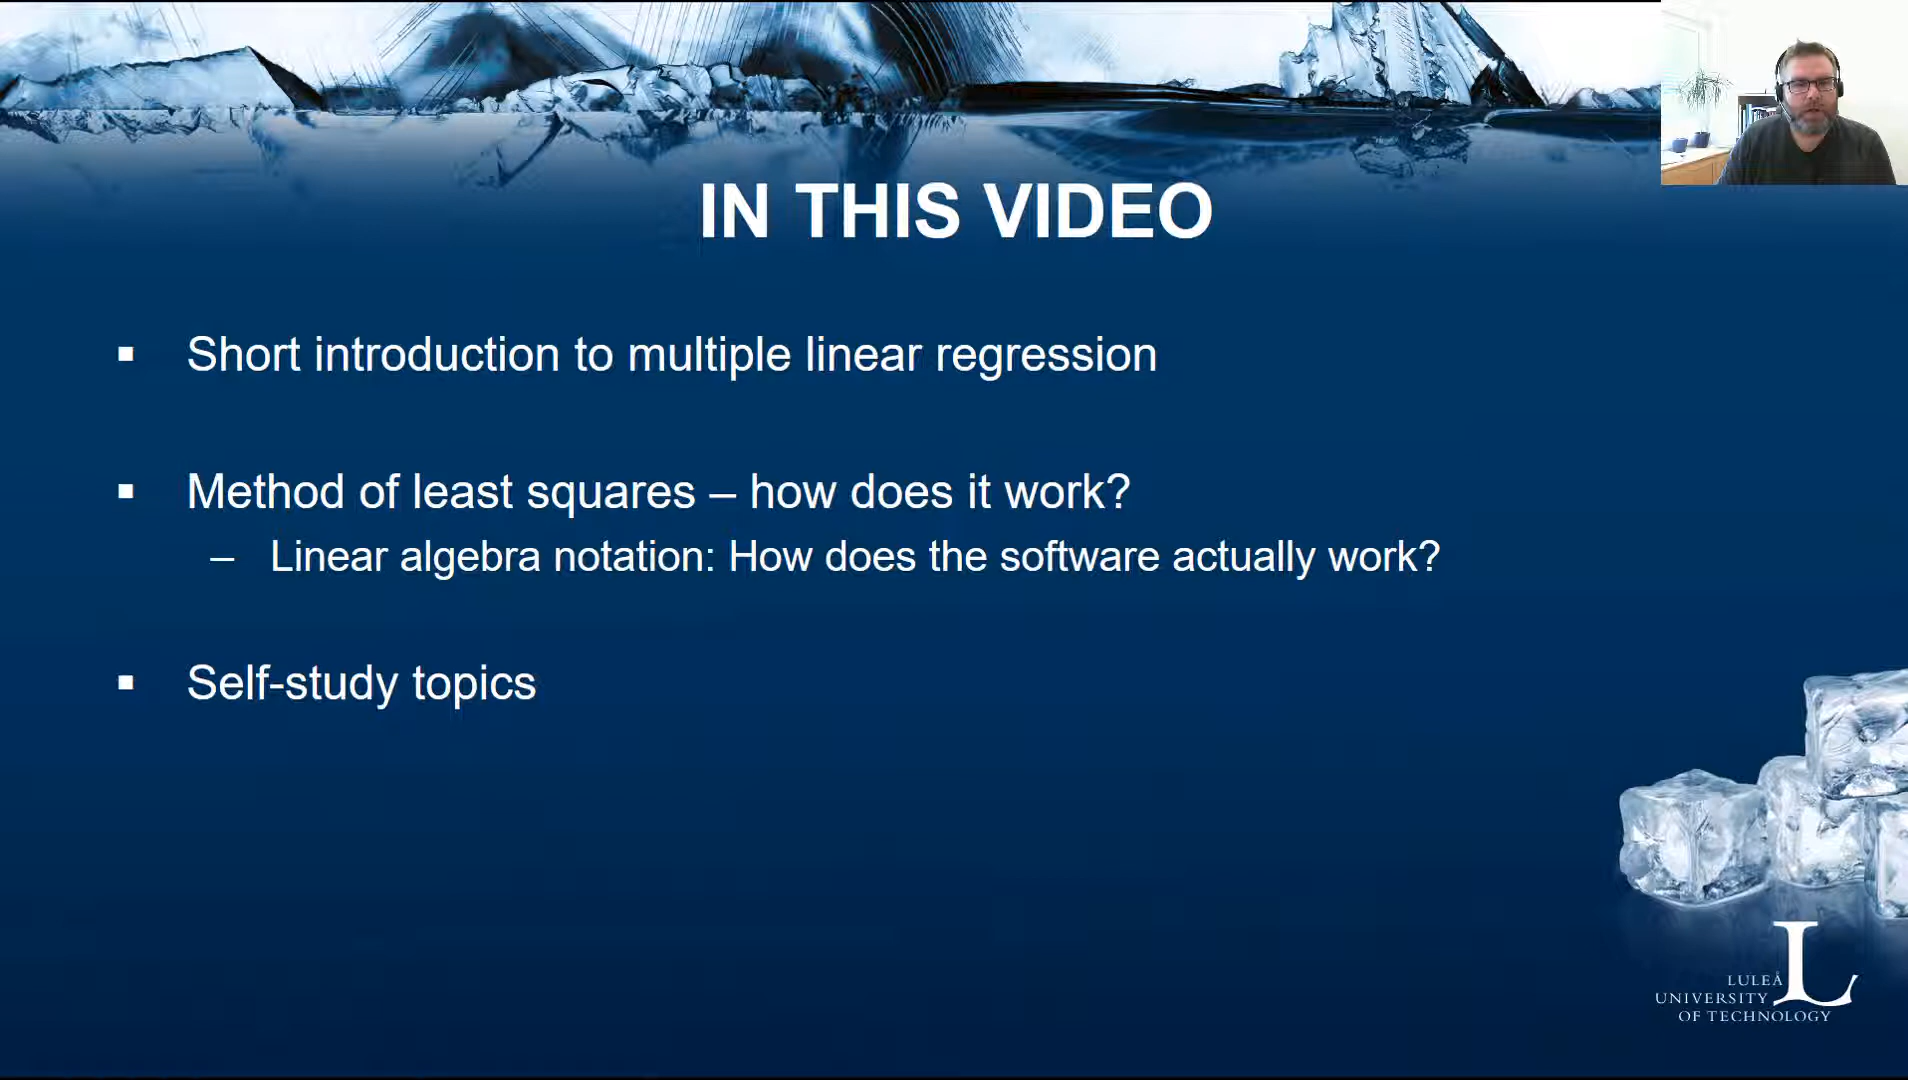 IN THIS VIDEO
▪ Short introduction to multiple linear regression
▪ Method of least squares – how does it work?
– Linear algebra notation: How does the software actually work?
▪ Self-study topics
L
LULEÅ
UNIVERSITY
OF TECHNOLOGY